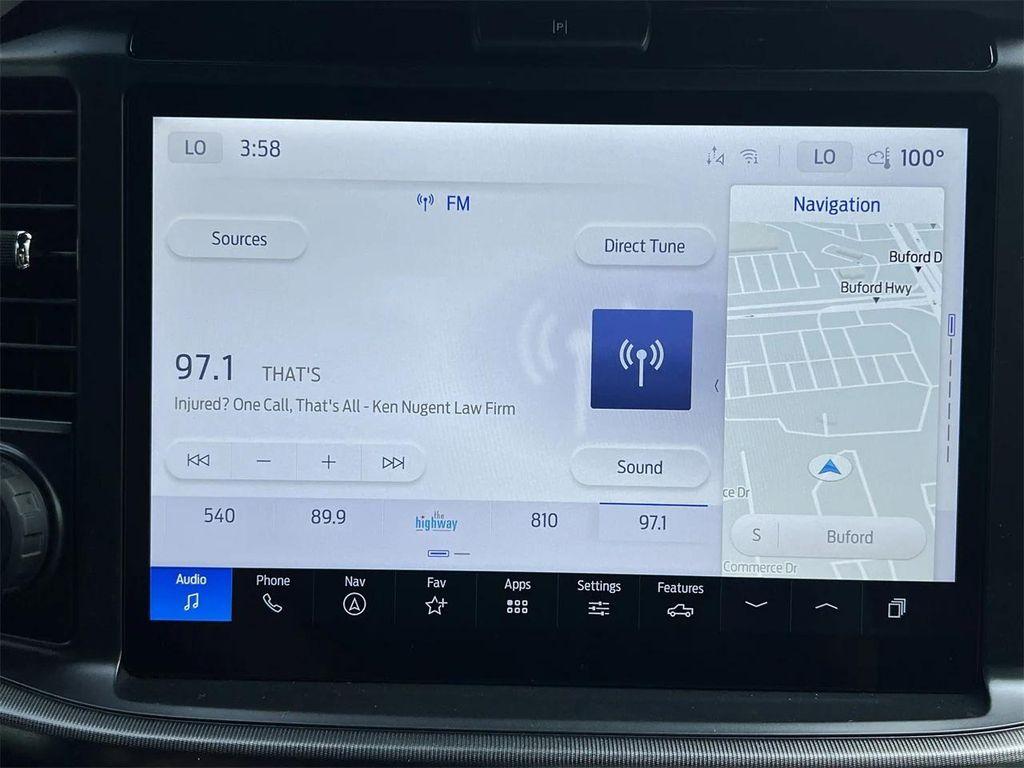 P
LO 3:58
LO 100°
FM
Navigation
Sources
Direct Tune
Buford D
Buford Hwy
97.1 THAT'S
Injured? One Call, That's All - Ken Nugent Law Firm
Sound
ce Dr
S Buford
Commerce Dr
540 89.9 the highway 810 97.1
Audio Phone Nav Fav Apps Settings Features